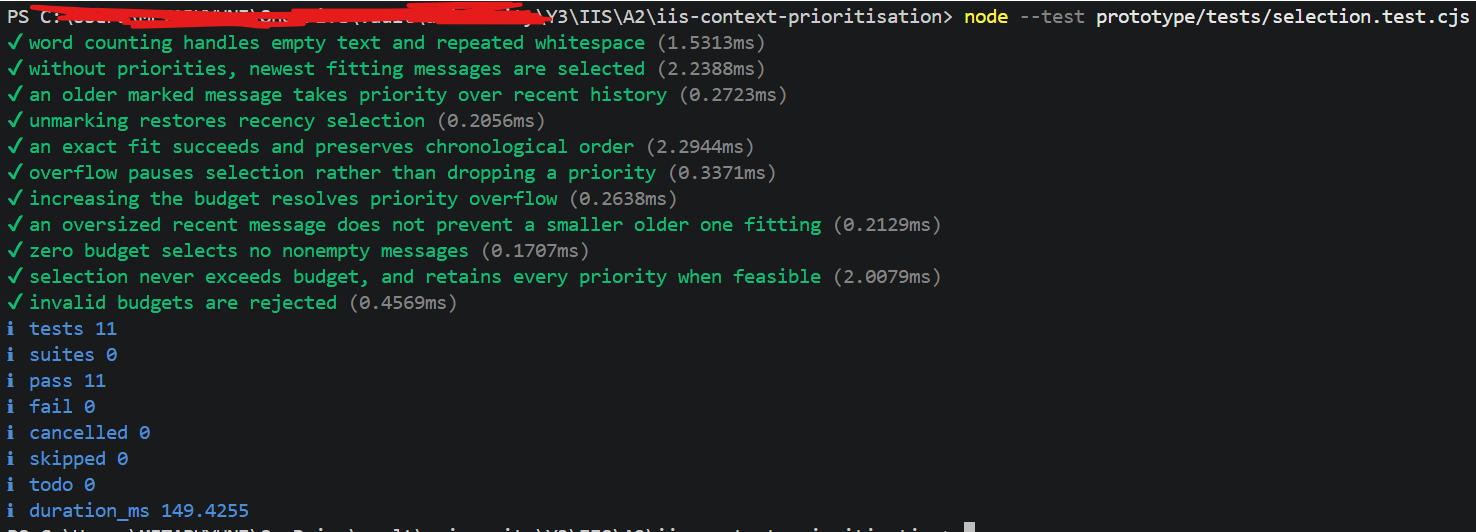 PS C:\Y3\IIS\A2\iis-context-prioritisation> node --test prototype/tests/selection.test.cjs
✓ word counting handles empty text and repeated whitespace (1.5313ms)
✓ without priorities, newest fitting messages are selected (2.2388ms)
✓ an older marked message takes priority over recent history (0.2723ms)
✓ unmarking restores recency selection (0.2056ms)
✓ an exact fit succeeds and preserves chronological order (2.2944ms)
✓ overflow pauses selection rather than dropping a priority (0.3371ms)
✓ increasing the budget resolves priority overflow (0.2638ms)
✓ an oversized recent message does not prevent a smaller older one fitting (0.2129ms)
✓ zero budget selects no nonempty messages (0.1707ms)
✓ selection never exceeds budget, and retains every priority when feasible (2.0079ms)
✓ invalid budgets are rejected (0.4569ms)
ℹ tests 11
ℹ suites 0
ℹ pass 11
ℹ fail 0
ℹ cancelled 0
ℹ skipped 0
ℹ todo 0
ℹ duration_ms 149.4255